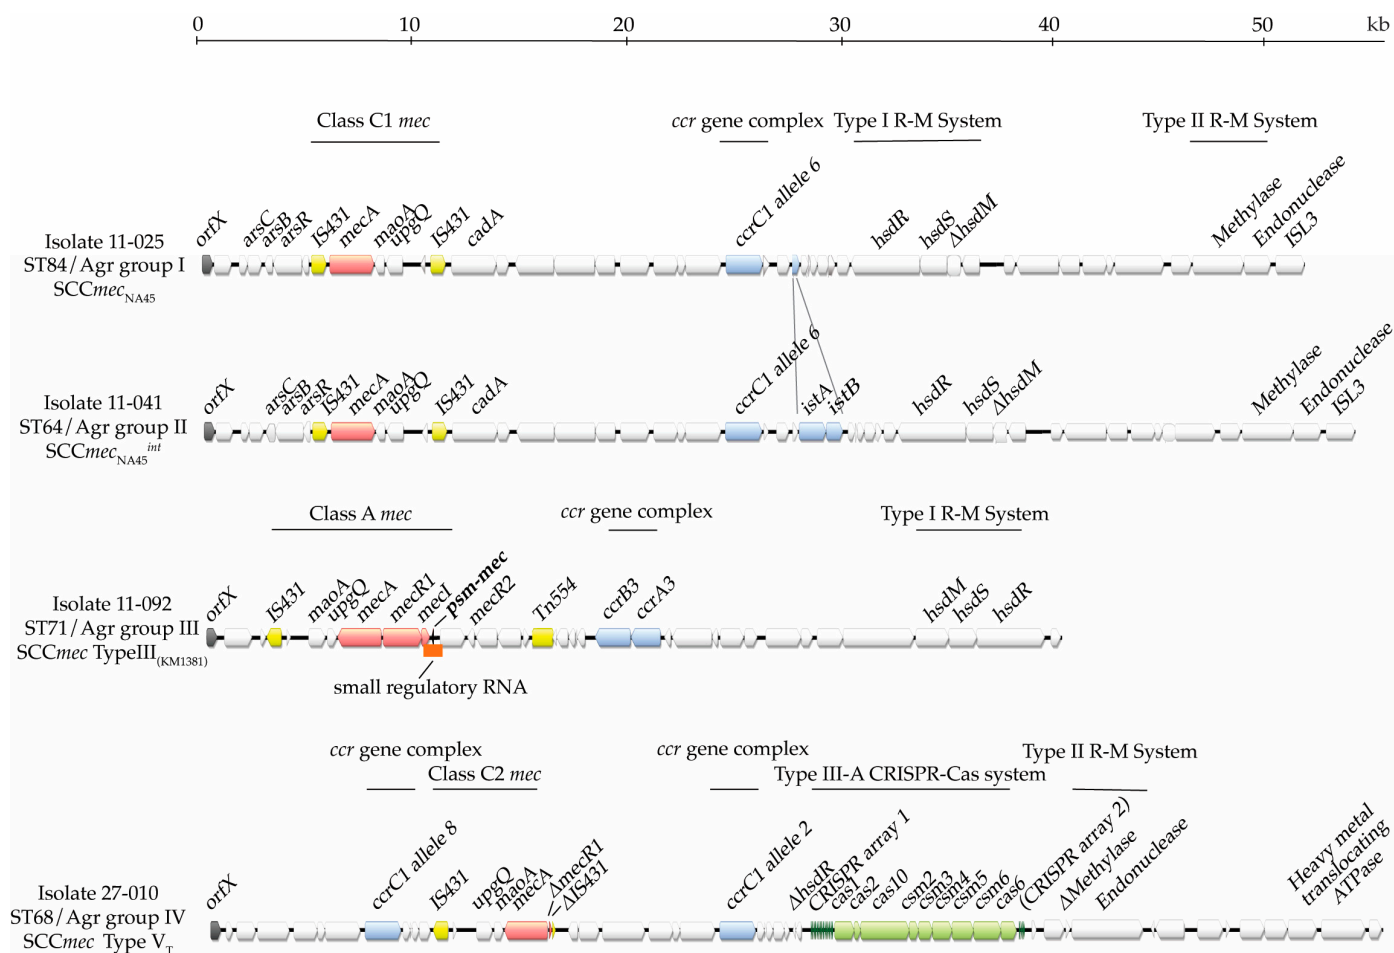 0 10 20 30 40 50 kb
Class C1 mec ccr gene complex Type I R-M System Type II R-M System
orfX arsC arsB arsR IS431 mecA maoA upgQ IS431 cadA ccrC1 allele 6 hsdR hsdS ΔhsdM Methylase Endonuclease ISL3
Isolate 11-025
ST84/Agr group I
SCCmecNA45
orfX arsC arsB arsR IS431 mecA maoA upgQ IS431 cadA ccrC1 allele 6 istA istB hsdR hsdS ΔhsdM Methylase Endonuclease ISL3
Isolate 11-041
ST64/Agr group II
SCCmecNA45int
Class A mec ccr gene complex Type I R-M System
orfX IS431 maoA upgQ mecA mecR1 mecI psm-mec mecR2 Tn554 ccrB3 ccrA3 hsdM hsdS hsdR
Isolate 11-092
ST71/Agr group III
SCCmec TypeIII(KM1381)
small regulatory RNA
ccr gene complex ccr gene complex Type II R-M System
Class C2 mec Type III-A CRISPR-Cas system
orfX ccrC1 allele 8 IS431 upgQ maoA mecA ΔmecR1 ΔIS431 ccrC1 allele 2 ΔhsdR CRISPR array 1 cas1 cas2 cas10 csm2 csm3 csm4 csm5 csm6 cas6 (CRISPR array 2) ΔMethylase Endonuclease Heavy metal translocating ATPase
Isolate 27-010
ST68/Agr group IV
SCCmec Type VT